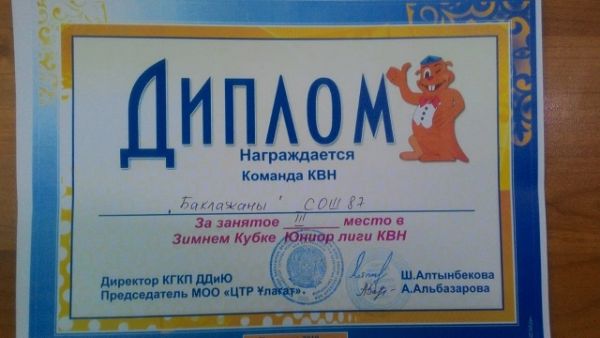 ДИПЛОМ
Награждается
Команда КВН
"Баклажаны" СОШ 87
За занятое III место в
Зимнем Кубке Юниор лиги КВН
Директор КГКП ДДиЮ Ш.Алтынбекова
Председатель МОО «ЦТР Ұлағат» А.Альбазарова